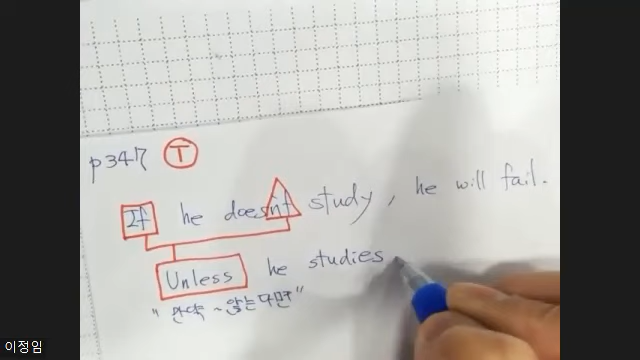 p347 T
If he doesn't study, he will fail.
Unless he studies
"만약 ~ 않는다면"
이정임